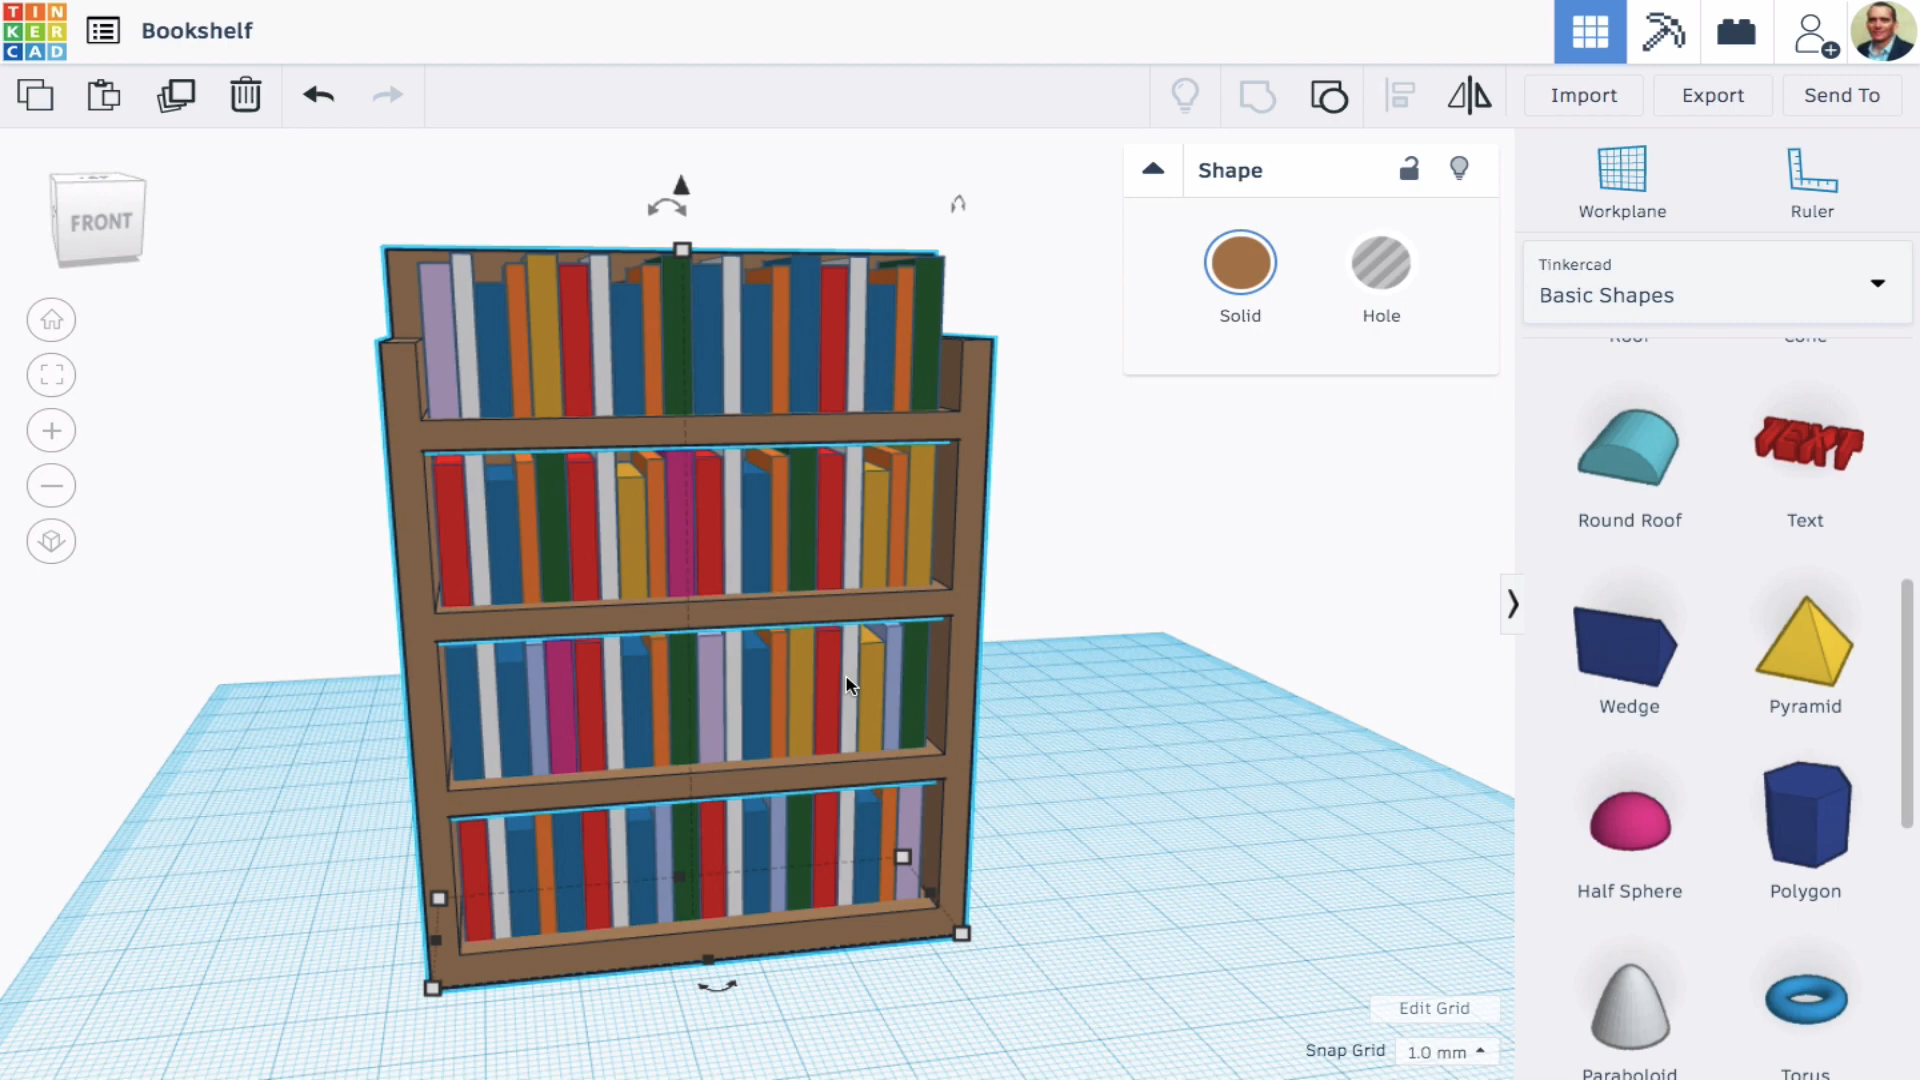 TIN
KER
CAD
Bookshelf
Import
Export
Send To
FRONT
Shape
Solid
Hole
Workplane
Ruler
Tinkercad
Basic Shapes
Round Roof
Text
TEXT
Wedge
Pyramid
Half Sphere
Polygon
Edit Grid
Snap Grid
1.0 mm
Paraboloid
Torus